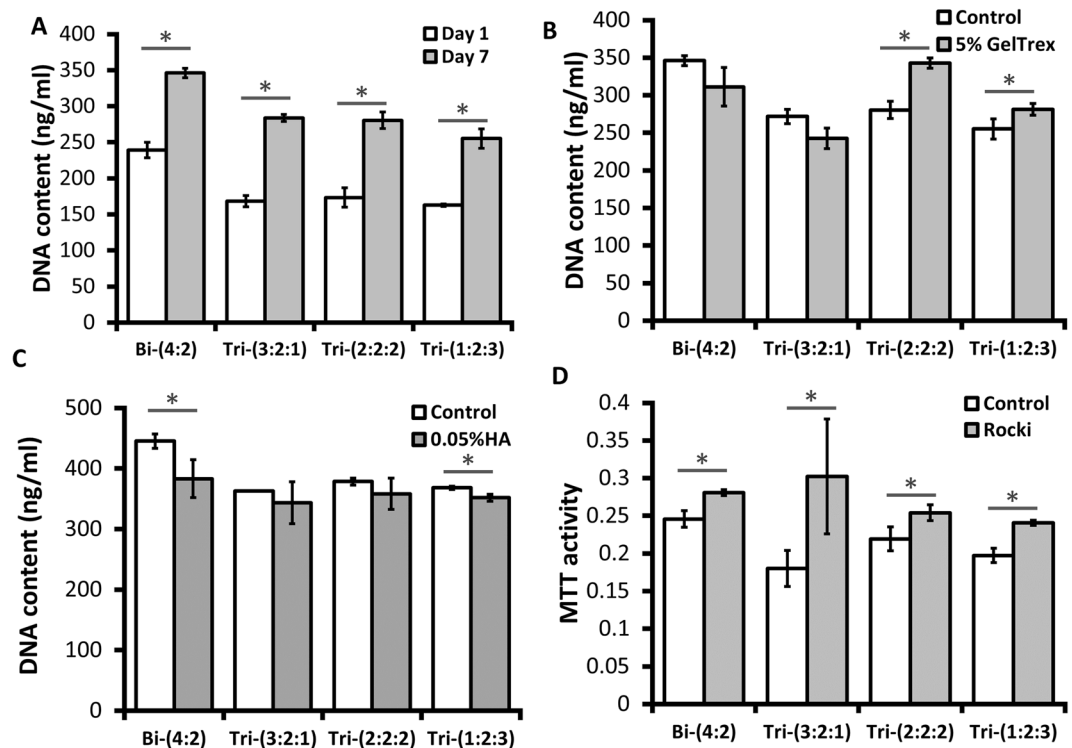 A
DNA content (ng/ml)
400
350
300
250
200
150
100
50
0
Day 1
Day 7
*
*
*
*
Bi-(4:2)
Tri-(3:2:1)
Tri-(2:2:2)
Tri-(1:2:3)
B
DNA content (ng/ml)
400
350
300
250
200
150
100
50
0
Control
5% GelTrex
*
*
Bi-(4:2)
Tri-(3:2:1)
Tri-(2:2:2)
Tri-(1:2:3)
C
DNA content (ng/ml)
500
400
300
200
100
0
Control
0.05%HA
*
*
Bi-(4:2)
Tri-(3:2:1)
Tri-(2:2:2)
Tri-(1:2:3)
D
MTT activity
0.4
0.35
0.3
0.25
0.2
0.15
0.1
0.05
0
Control
Rocki
*
*
*
*
Bi-(4:2)
Tri-(3:2:1)
Tri-(2:2:2)
Tri-(1:2:3)